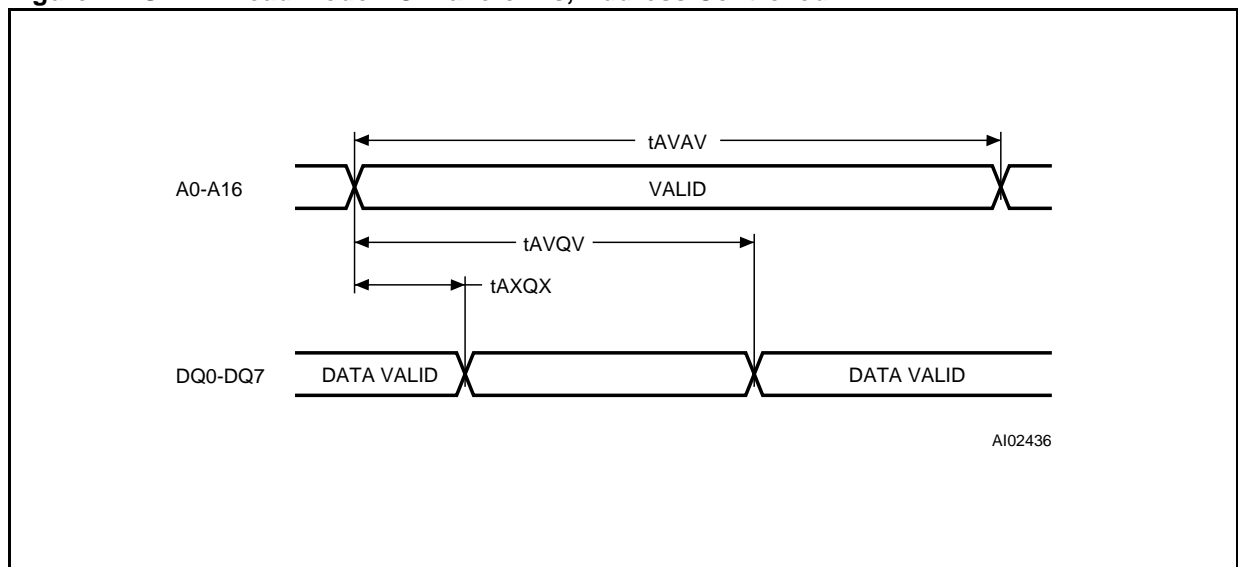 tAVAV
A0-A16 VALID
tAVQV
tAXQX
DQ0-DQ7 DATA VALID DATA VALID
AI02436